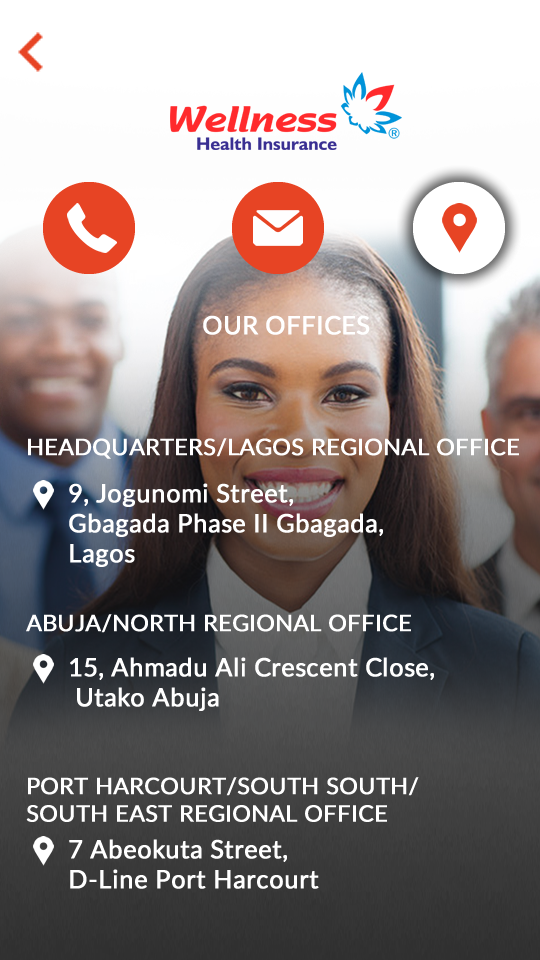 Wellness
Health Insurance
®
OUR OFFICES
HEADQUARTERS/LAGOS REGIONAL OFFICE
9, Jogunomi Street,
Gbagada Phase II Gbagada,
Lagos
ABUJA/NORTH REGIONAL OFFICE
15, Ahmadu Ali Crescent Close,
Utako Abuja
PORT HARCOURT/SOUTH SOUTH/
SOUTH EAST REGIONAL OFFICE
7 Abeokuta Street,
D-Line Port Harcourt